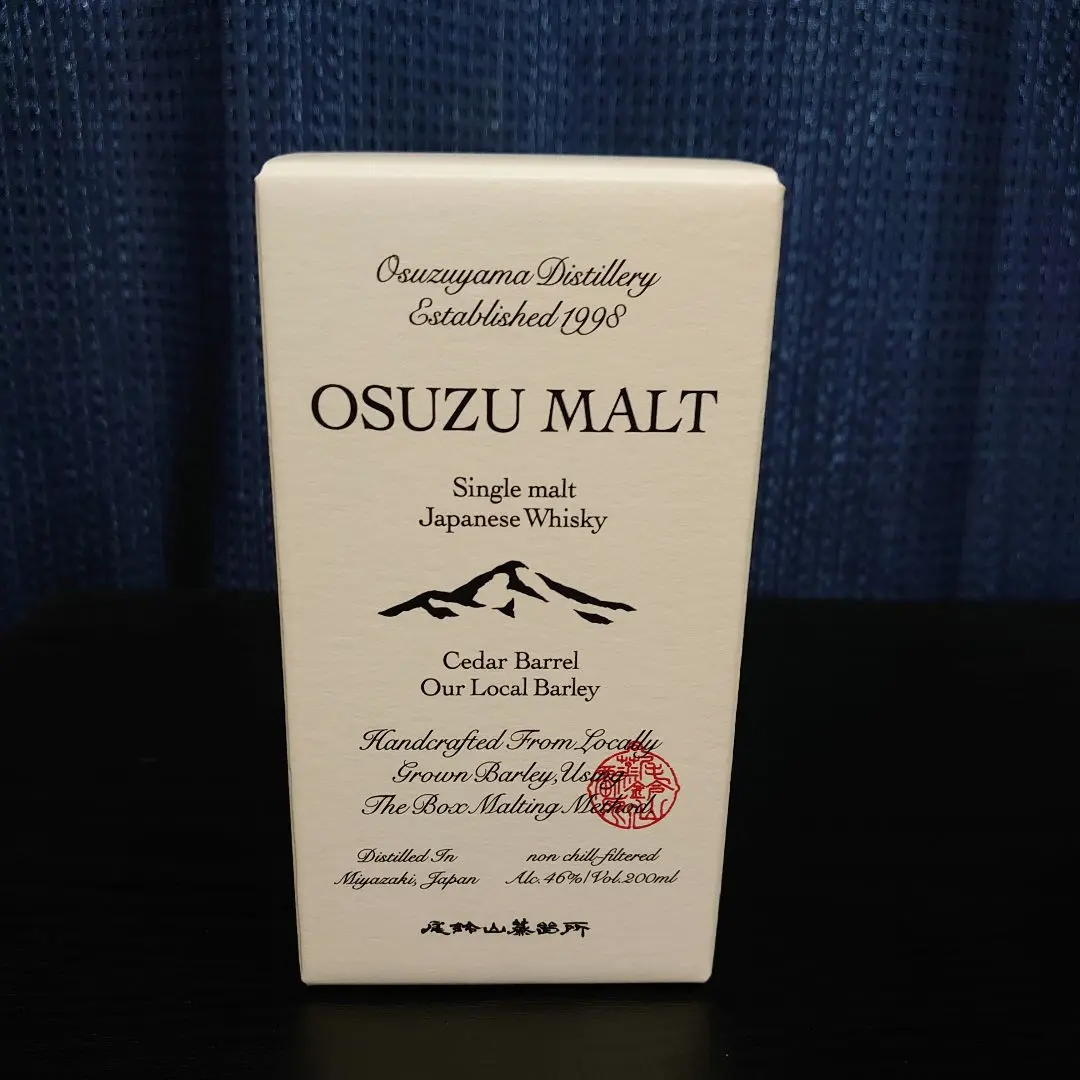 Osuzuyama Distillery
Established 1998
OSUZU MALT
Single malt
Japanese Whisky
Cedar Barrel
Our Local Barley
Handcrafted From Locally
Grown Barley, Using
The Box Malting Method.
Distilled In
Miyazaki, Japan
non chill-filtered
Alc.46%/Vol.200ml
尾鈴山蒸留所